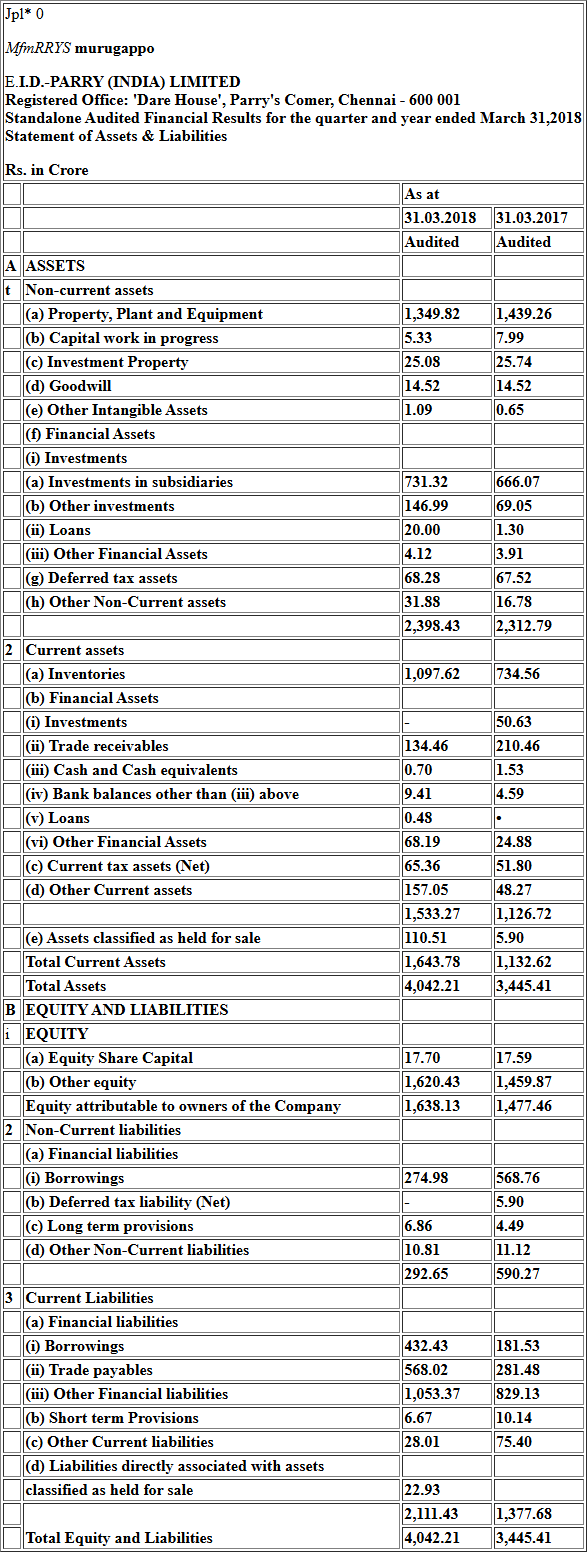 Jpl* 0
MfmRRYS murugappo
E.I.D.-PARRY (INDIA) LIMITED
Registered Office: 'Dare House', Parry's Comer, Chennai - 600 001
Standalone Audited Financial Results for the quarter and year ended March 31,2018
Statement of Assets & Liabilities
Rs. in Crore
As at
31.03.2018 31.03.2017
Audited Audited
A ASSETS
t Non-current assets
(a) Property, Plant and Equipment 1,349.82 1,439.26
(b) Capital work in progress 5.33 7.99
(c) Investment Property 25.08 25.74
(d) Goodwill 14.52 14.52
(e) Other Intangible Assets 1.09 0.65
(f) Financial Assets
(i) Investments
(a) Investments in subsidiaries 731.32 666.07
(b) Other investments 146.99 69.05
(ii) Loans 20.00 1.30
(iii) Other Financial Assets 4.12 3.91
(g) Deferred tax assets 68.28 67.52
(h) Other Non-Current assets 31.88 16.78
2,398.43 2,312.79
2 Current assets
(a) Inventories 1,097.62 734.56
(b) Financial Assets
(i) Investments - 50.63
(ii) Trade receivables 134.46 210.46
(iii) Cash and Cash equivalents 0.70 1.53
(iv) Bank balances other than (iii) above 9.41 4.59
(v) Loans 0.48 •
(vi) Other Financial Assets 68.19 24.88
(c) Current tax assets (Net) 65.36 51.80
(d) Other Current assets 157.05 48.27
1,533.27 1,126.72
(e) Assets classified as held for sale 110.51 5.90
Total Current Assets 1,643.78 1,132.62
Total Assets 4,042.21 3,445.41
B EQUITY AND LIABILITIES
i EQUITY
(a) Equity Share Capital 17.70 17.59
(b) Other equity 1,620.43 1,459.87
Equity attributable to owners of the Company 1,638.13 1,477.46
2 Non-Current liabilities
(a) Financial liabilities
(i) Borrowings 274.98 568.76
(b) Deferred tax liability (Net) - 5.90
(c) Long term provisions 6.86 4.49
(d) Other Non-Current liabilities 10.81 11.12
292.65 590.27
3 Current Liabilities
(a) Financial liabilities
(i) Borrowings 432.43 181.53
(ii) Trade payables 568.02 281.48
(iii) Other Financial liabilities 1,053.37 829.13
(b) Short term Provisions 6.67 10.14
(c) Other Current liabilities 28.01 75.40
(d) Liabilities directly associated with assets
classified as held for sale 22.93
2,111.43 1,377.68
Total Equity and Liabilities 4,042.21 3,445.41